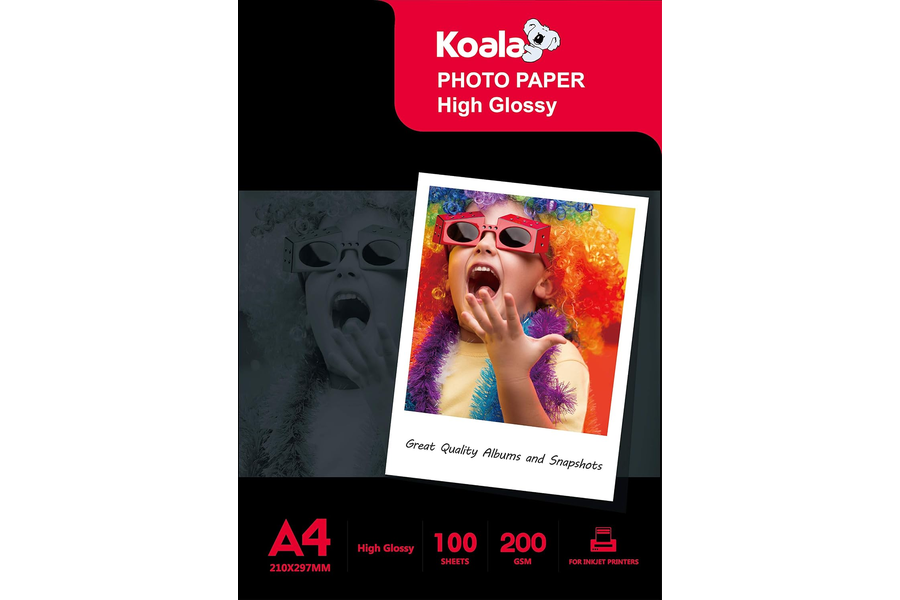 Koala
PHOTO PAPER
High Glossy
Great Quality Albums and Snapshots
A4
210X297MM
High Glossy
100
SHEETS
200
GSM
FOR INKJET PRINTERS